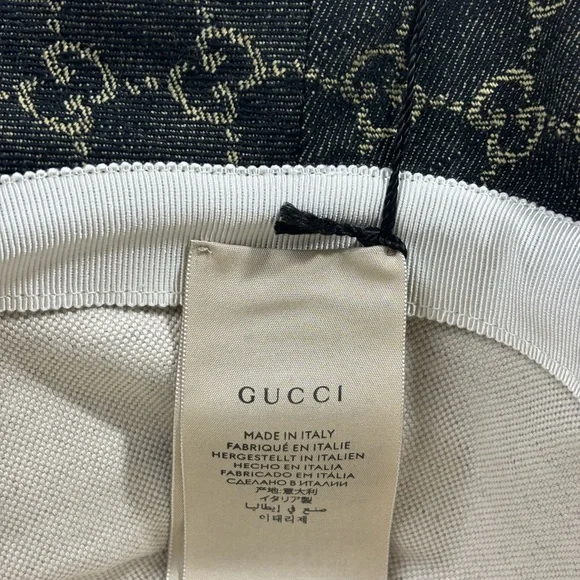 GUCCI
MADE IN ITALY
FABRIQUÉ EN ITALIE
HERGESTELLT IN ITALIEN
HECHO EN ITALIA
FABRICADO EM ITÁLIA
СДЕЛАНО В ИТАЛИИ
产地：意大利
イタリア製
صنع في إيطاليا
이태리제